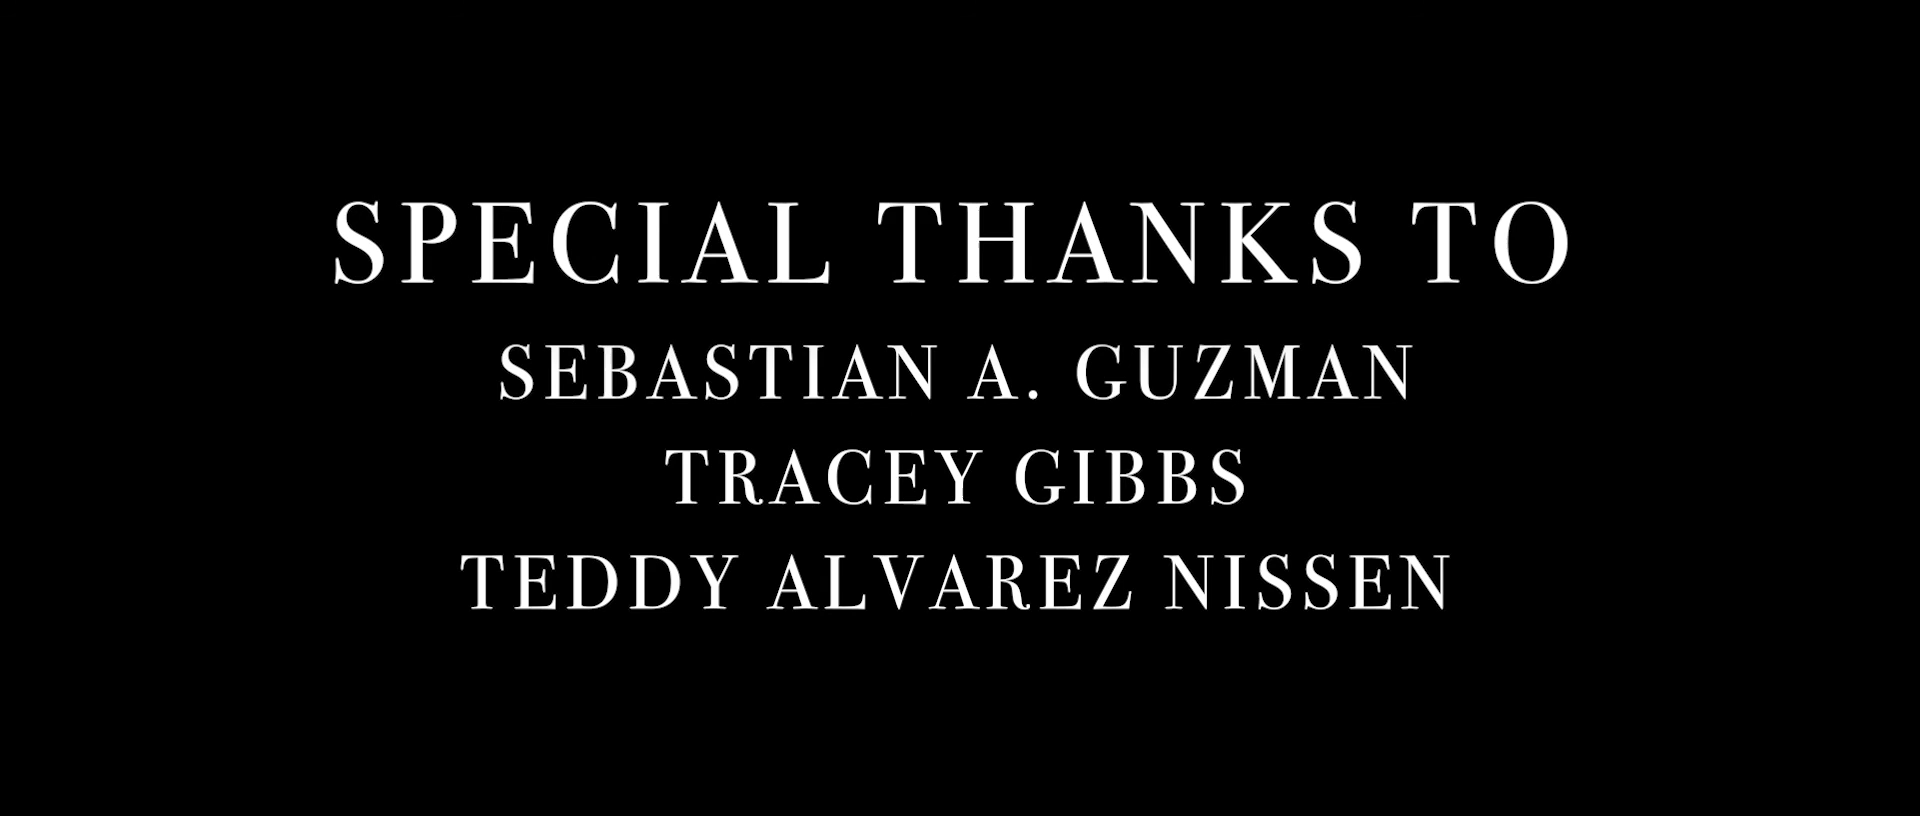 SPECIAL THANKS TO
SEBASTIAN A. GUZMAN
TRACEY GIBBS
TEDDY ALVAREZ NISSEN